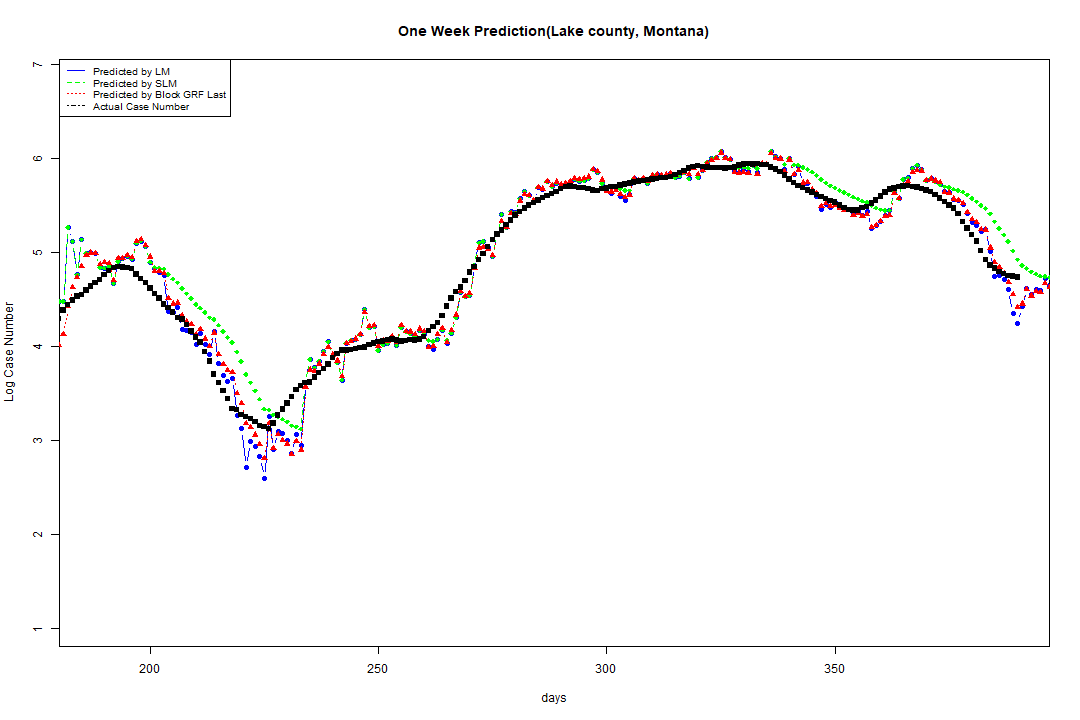 One Week Prediction(Lake county, Montana)
7
Predicted by LM
Predicted by SLM
Predicted by Block GRF Last
Actual Case Number
6
5
4
3
2
1
Log Case Number
200
250
300
350
days